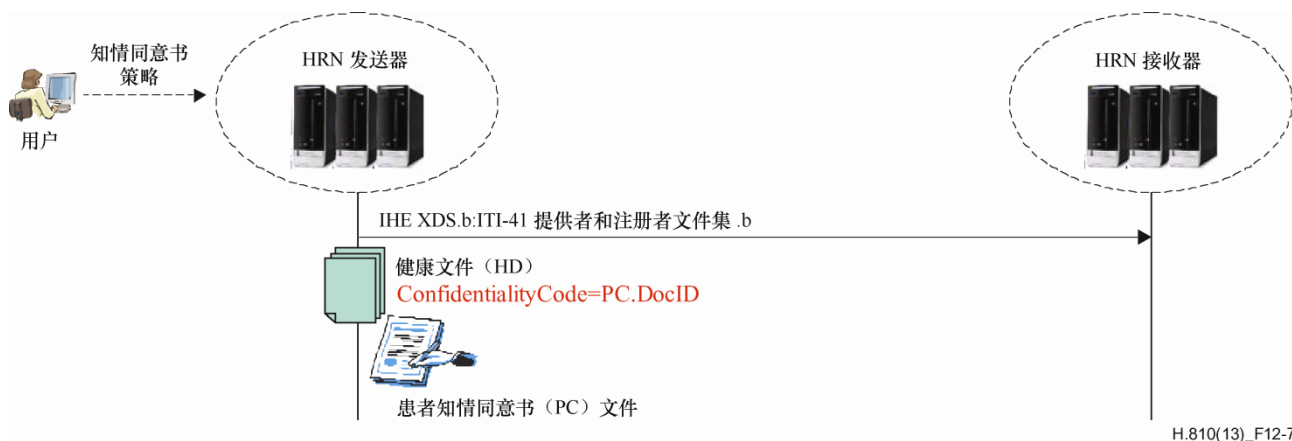 知情同意书
策略
用户
HRN 发送器
HRN 接收器
IHE XDS.b:ITI-41 提供者和注册者文件集 .b
健康文件（HD）
ConfidentialityCode=PC.DocID
患者知情同意书（PC）文件
H.810(13)_F12-7